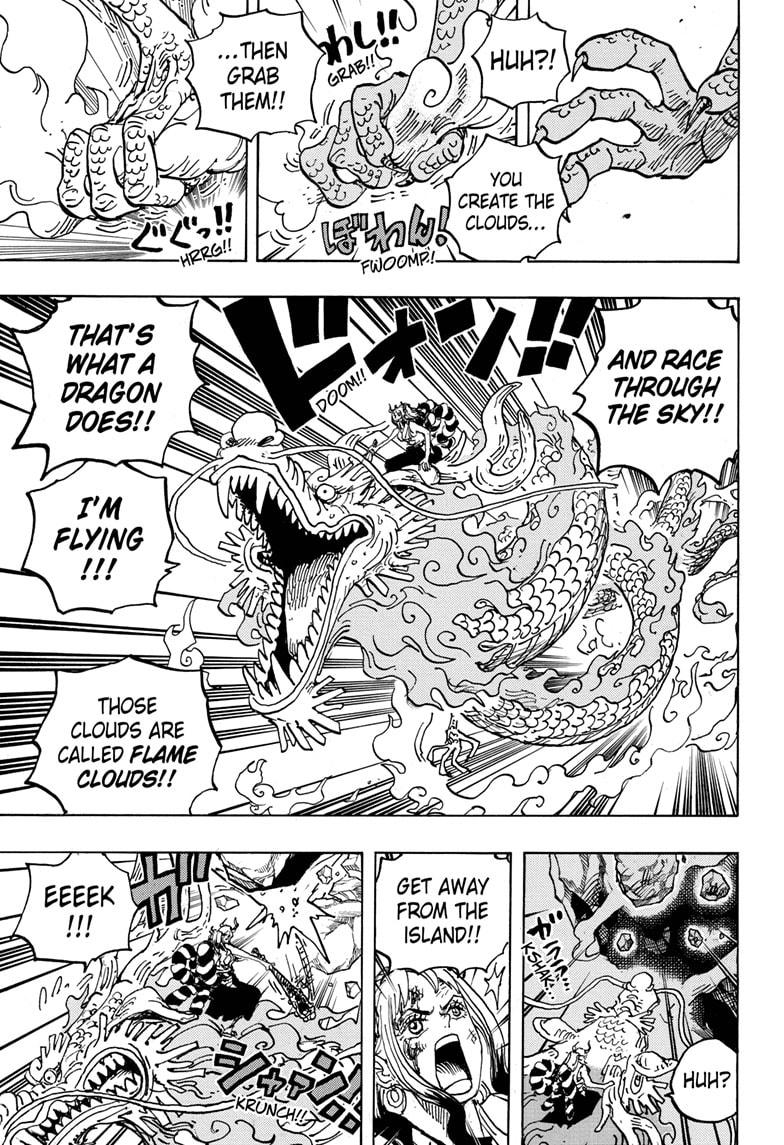 HUH?!
YOU
CREATE THE
CLOUDS...
わし!!
GRAB!!
ぼわん!
FWOOMP!!
...THEN
GRAB
THEM!!
ぐぐっ!!
HRRG!!
AND RACE
THROUGH
THE SKY!!
ドォン!!
DOOM!!
THAT'S
WHAT A
DRAGON
DOES!!
I'M
FLYING
!!!
THOSE
CLOUDS ARE
CALLED FLAME
CLOUDS!!
KSHAK..
HUH?
GET AWAY
FROM THE
ISLAND!!
EEEEK
!!!
KRUNCH!!